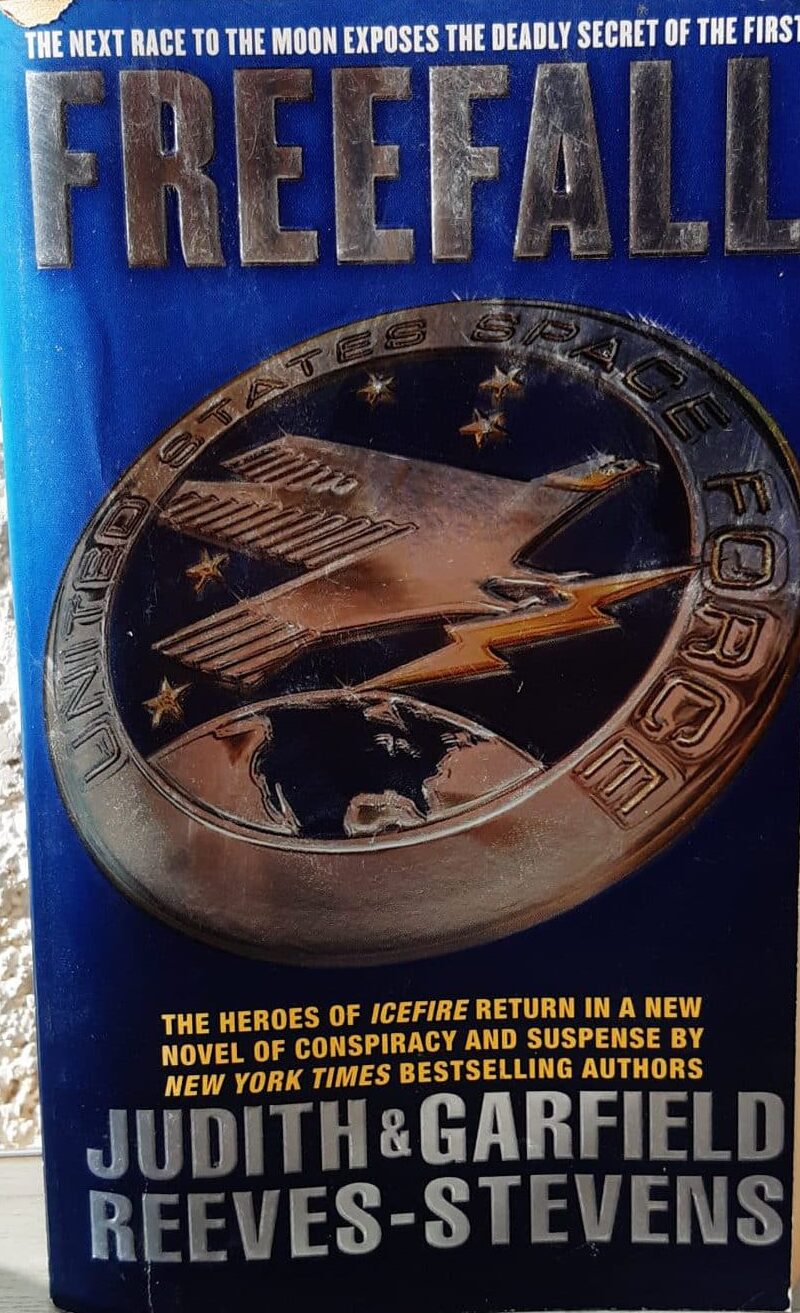 THE NEXT RACE TO THE MOON EXPOSES THE DEADLY SECRET OF THE FIRST
FREEFALL
UNITED STATES SPACE FORCE
THE HEROES OF ICEFIRE RETURN IN A NEW
NOVEL OF CONSPIRACY AND SUSPENSE BY
NEW YORK TIMES BESTSELLING AUTHORS
JUDITH & GARFIELD
REEVES-STEVENS